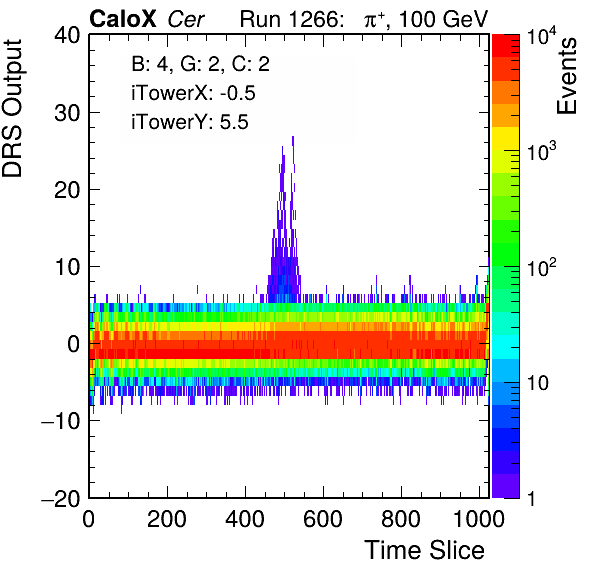 CaloX Cer Run 1266: π⁺, 100 GeV
B: 4, G: 2, C: 2
iTowerX: -0.5
iTowerY: 5.5
DRS Output
40
30
20
10
0
−10
−20
0 200 400 600 800 1000
Time Slice
10⁴
10³
10²
10
1
Events